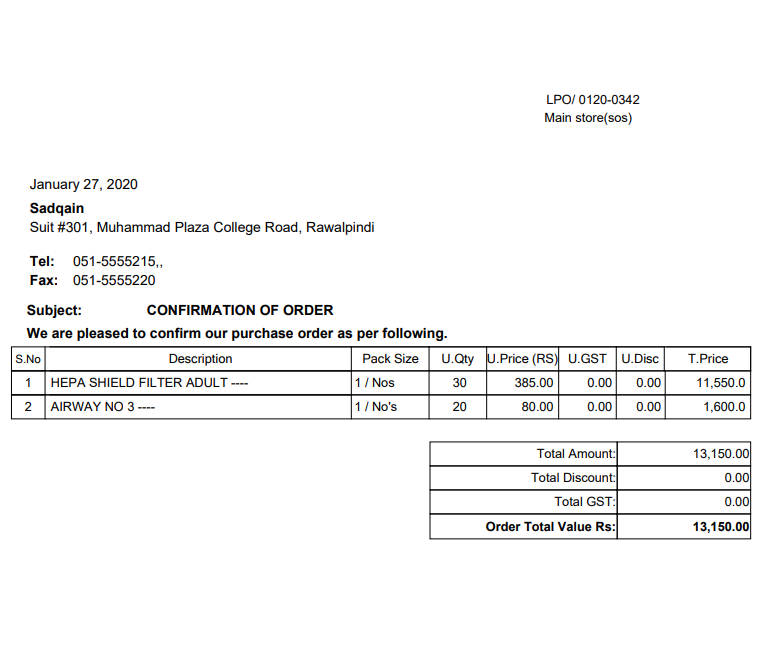 LPO/ 0120-0342
Main store(sos)
January 27, 2020
Sadqain
Suit #301, Muhammad Plaza College Road, Rawalpindi
Tel: 051-5555215,,
Fax: 051-5555220
Subject: CONFIRMATION OF ORDER
We are pleased to confirm our purchase order as per following.
S.No Description Pack Size U.Qty U.Price (RS) U.GST U.Disc T.Price
1 HEPA SHIELD FILTER ADULT ---- 1 / Nos 30 385.00 0.00 0.00 11,550.0
2 AIRWAY NO 3 ---- 1 / No's 20 80.00 0.00 0.00 1,600.0
Total Amount: 13,150.00
Total Discount: 0.00
Total GST: 0.00
Order Total Value Rs: 13,150.00